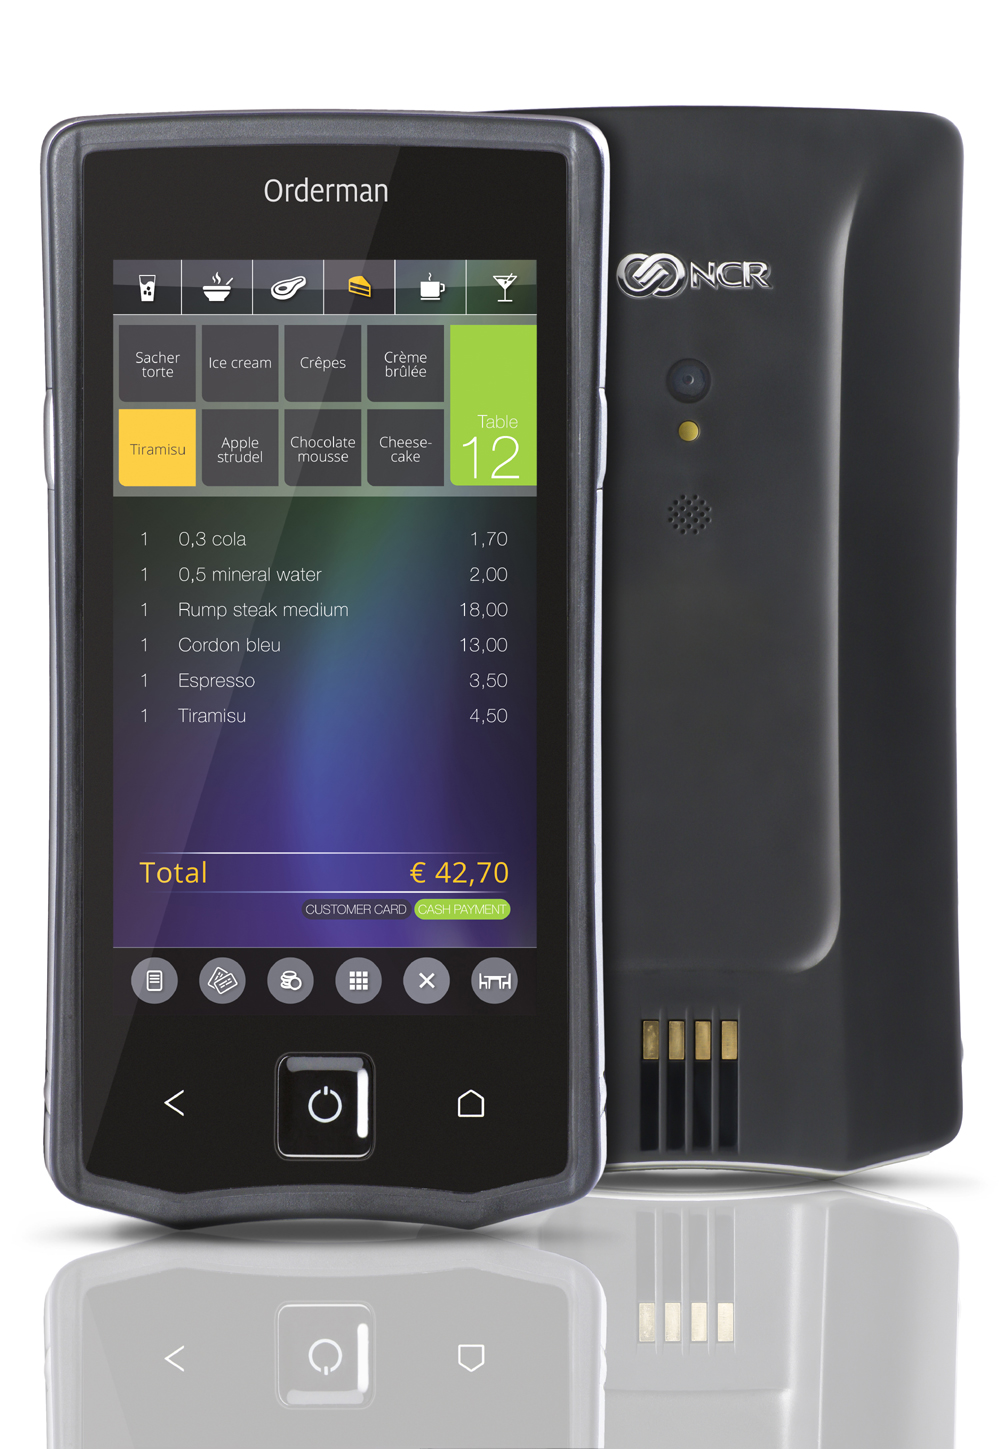 Orderman
NCR
Sacher
torte
Ice cream
Crêpes
Crème
brûlée
Tiramisu
Apple
strudel
Chocolate
mousse
Cheese-
cake
Table
12
1 0,3 cola 1,70
1 0,5 mineral water 2,00
1 Rump steak medium 18,00
1 Cordon bleu 13,00
1 Espresso 3,50
1 Tiramisu 4,50
Total € 42,70
CUSTOMER CARD CASH PAYMENT